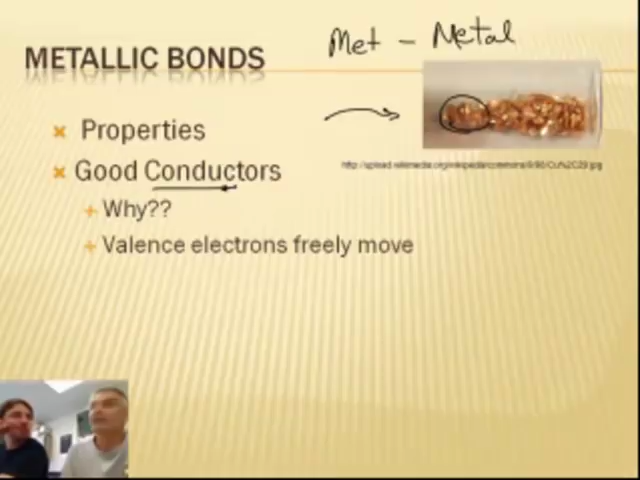 Met - Metal
METALLIC BONDS
Properties
Good Conductors
Why??
Valence electrons freely move